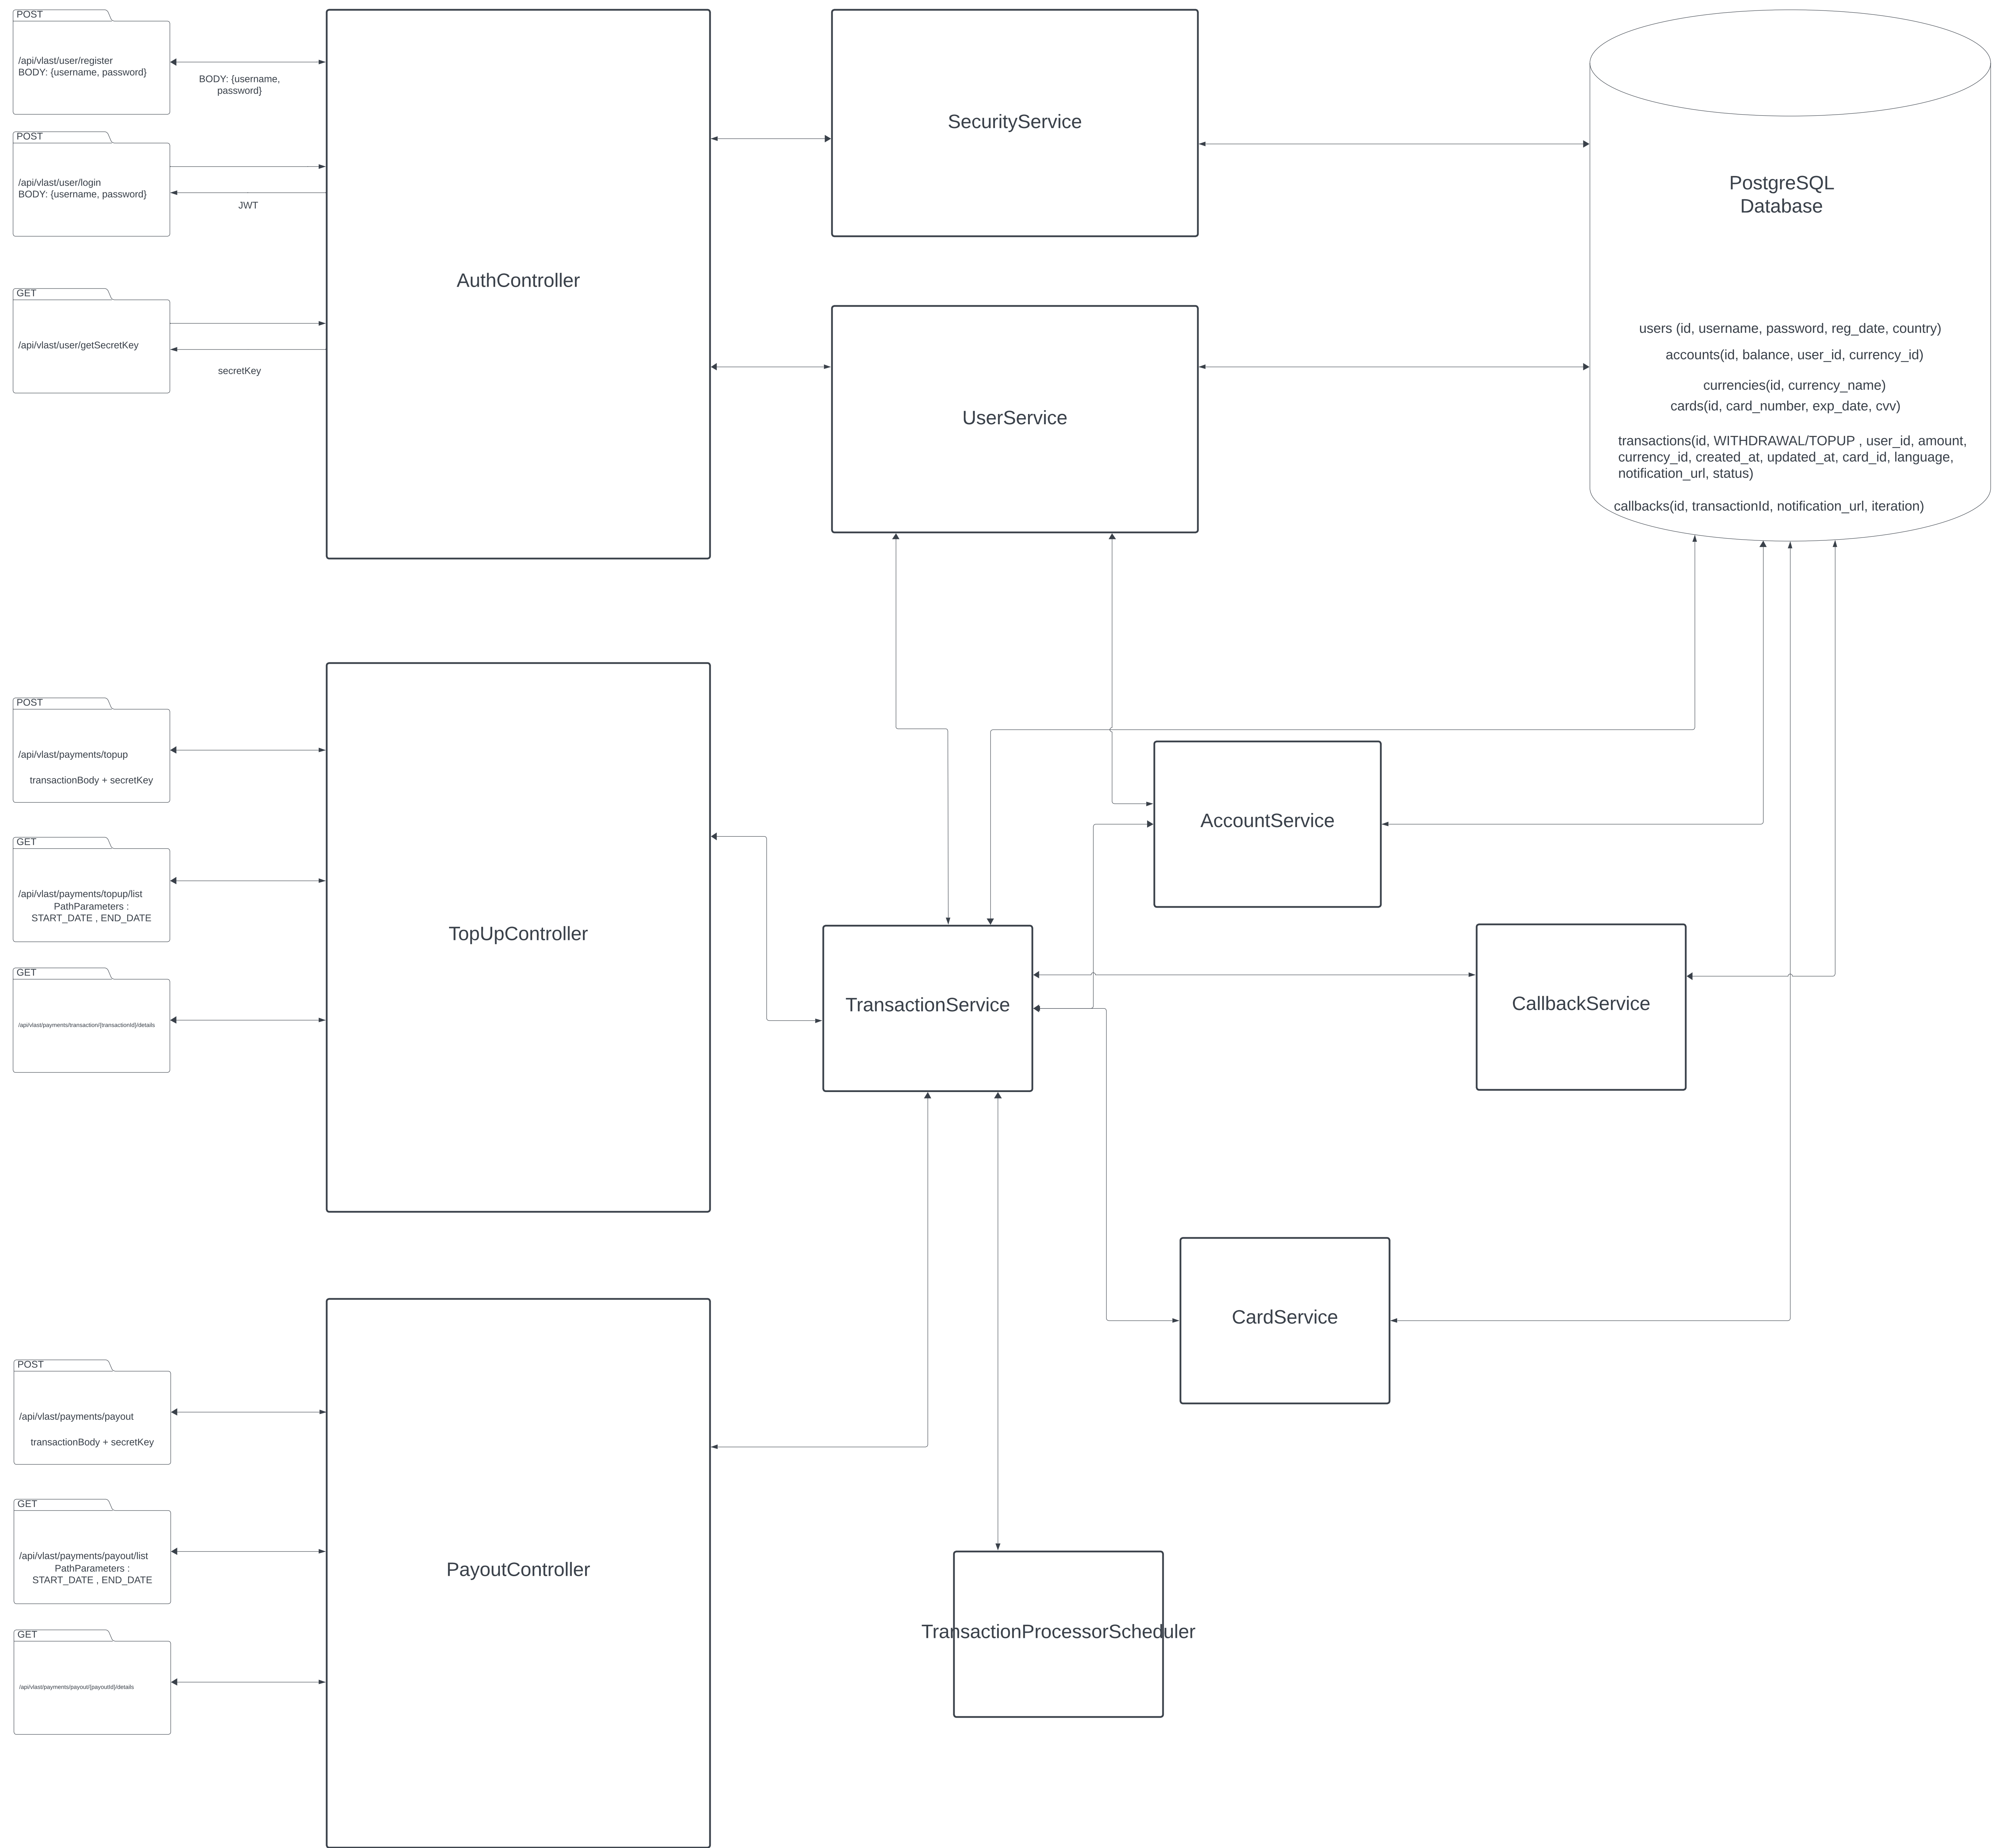 POST
/api/vlast/user/register
BODY: {username, password}
BODY: {username,
password}
POST
/api/vlast/user/login
BODY: {username, password}
JWT
GET
/api/vlast/user/getSecretKey
secretKey
AuthController
SecurityService
UserService
PostgreSQL
Database
users (id, username, password, reg_date, country)
accounts(id, balance, user_id, currency_id)
currencies(id, currency_name)
cards(id, card_number, exp_date, cvv)
transactions(id, WITHDRAWAL/TOPUP , user_id, amount,
currency_id, created_at, updated_at, card_id, language,
notification_url, status)
callbacks(id, transactionId, notification_url, iteration)
POST
/api/vlast/payments/topup
transactionBody + secretKey
GET
/api/vlast/payments/topup/list
PathParameters :
START_DATE , END_DATE
GET
/api/vlast/payments/transaction/{transactionId}/details
TopUpController
AccountService
TransactionService
CallbackService
CardService
POST
/api/vlast/payments/payout
transactionBody + secretKey
GET
/api/vlast/payments/payout/list
PathParameters :
START_DATE , END_DATE
GET
/api/vlast/payments/payout/{payoutId}/details
PayoutController
TransactionProcessorScheduler